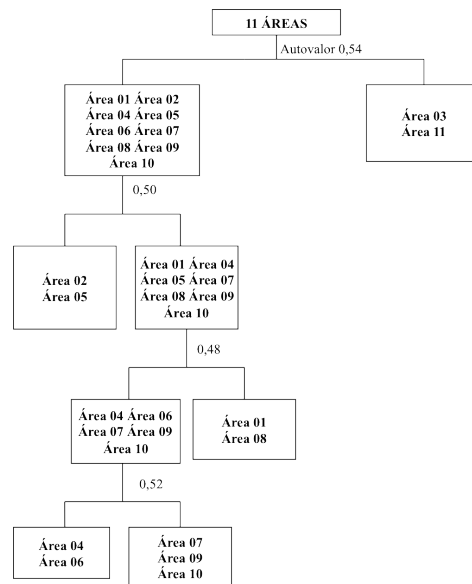 11 ÁREAS
Autovalor 0,54
Área 01 Área 02
Área 04 Área 05
Área 06 Área 07
Área 08 Área 09
Área 10
Área 03
Área 11
0,50
Área 02
Área 05
Área 01 Área 04
Área 05 Área 07
Área 08 Área 09
Área 10
0,48
Área 04 Área 06
Área 07 Área 09
Área 10
Área 01
Área 08
0,52
Área 04
Área 06
Área 07
Área 09
Área 10